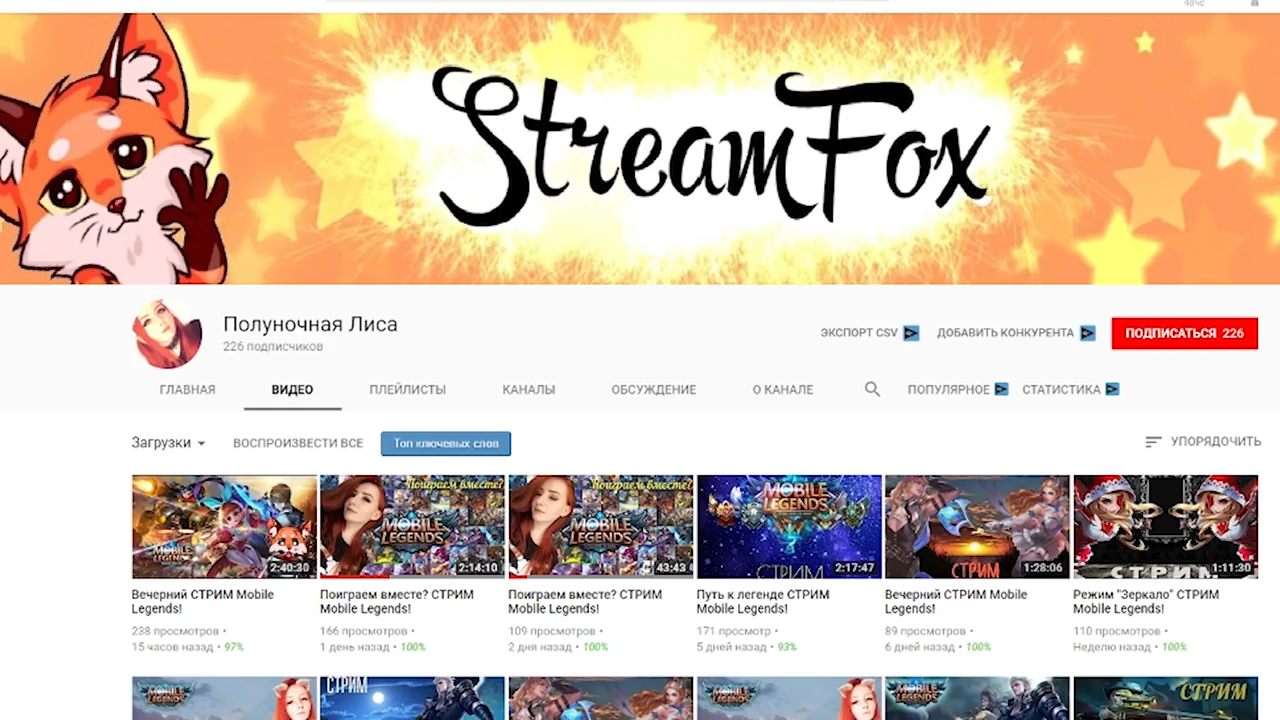 StreamFox
Полуночная Лиса
226 подписчиков
ЭКСПОРТ CSV
ДОБАВИТЬ КОНКУРЕНТА
ПОДПИСАТЬСЯ 226
ГЛАВНАЯ ВИДЕО ПЛЕЙЛИСТЫ КАНАЛЫ ОБСУЖДЕНИЕ О КАНАЛЕ ПОПУЛЯРНОЕ СТАТИСТИКА
Загрузки ВОСПРОИЗВЕСТИ ВСЕ Топ ключевых слов УПОРЯДОЧИТЬ
MOBILE LEGENDS
2:40:30
Вечерний СТРИМ Mobile
Legends!
238 просмотров •
15 часов назад • 97%
Поиграем вместе?
MOBILE
LEGENDS
2:14:10
Поиграем вместе? СТРИМ
Mobile Legends!
166 просмотров •
1 день назад • 100%
Поиграем вместе?
MOBILE
LEGENDS
43:43
Поиграем вместе? СТРИМ
Mobile Legends!
109 просмотров •
2 дня назад • 100%
MOBILE
LEGENDS
СТРИМ
2:17:47
Путь к легенде СТРИМ
Mobile Legends!
171 просмотр •
5 дней назад • 93%
СТРИМ
1:28:06
Вечерний СТРИМ Mobile
Legends!
89 просмотров •
6 дней назад • 100%
СТРИМ
1:11:30
Режим "Зеркало" СТРИМ
Mobile Legends!
110 просмотров •
Неделю назад • 100%
MOBILE
LEGENDS
СТРИМ
MOBILE
LEGENDS
MOBILE
LEGENDS
СТРИМ